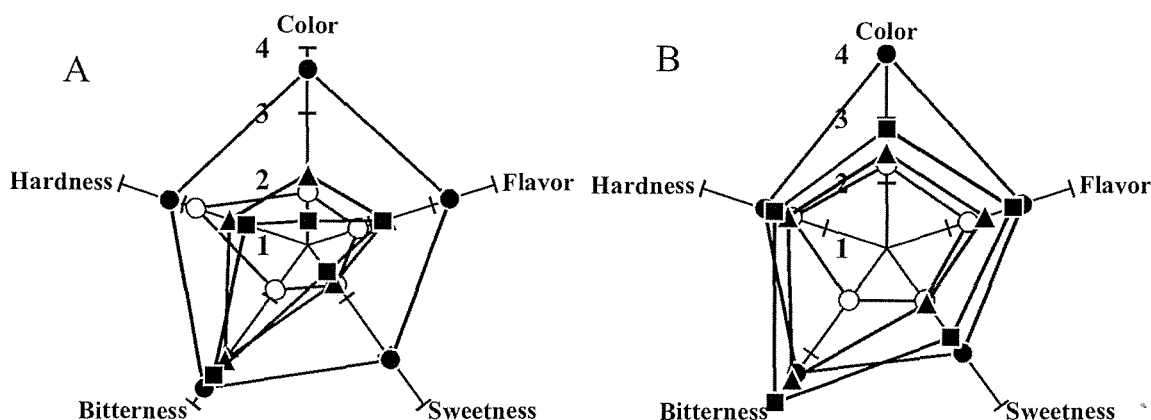 A
Color
4
3
Hardness
Flavor
2
1
Bitterness
Sweetness
B
Color
4
3
Hardness
Flavor
2
1
Bitterness
Sweetness